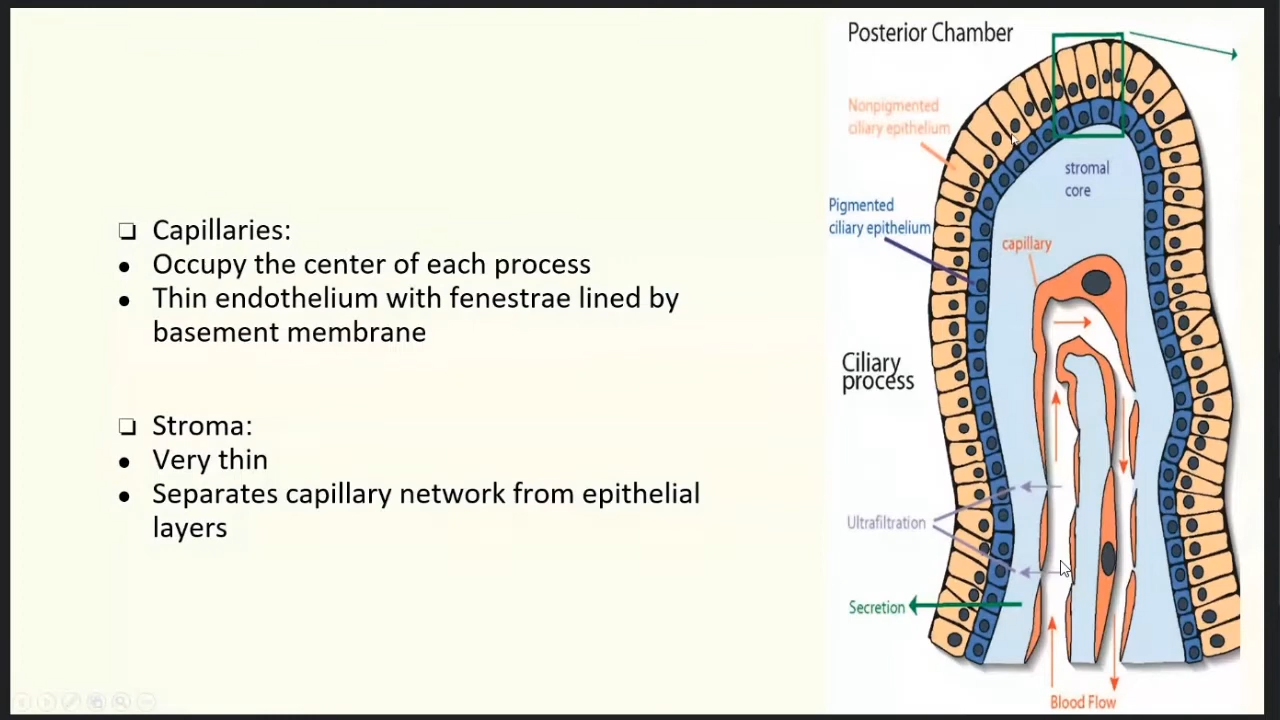 Capillaries:
Occupy the center of each process
Thin endothelium with fenestrae lined by
basement membrane
Stroma:
Very thin
Separates capillary network from epithelial
layers
Posterior Chamber
Nonpigmented
ciliary epithelium
stromal
core
Pigmented
ciliary epithelium
capillary
Ciliary
process
Ultrafiltration
Secretion
Blood Flow